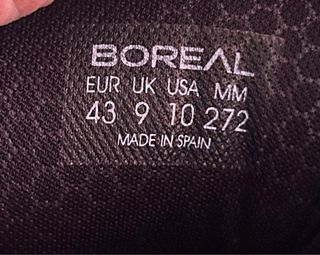 BOREAL
EUR UK USA MM
43 9 10 272
MADE IN SPAIN